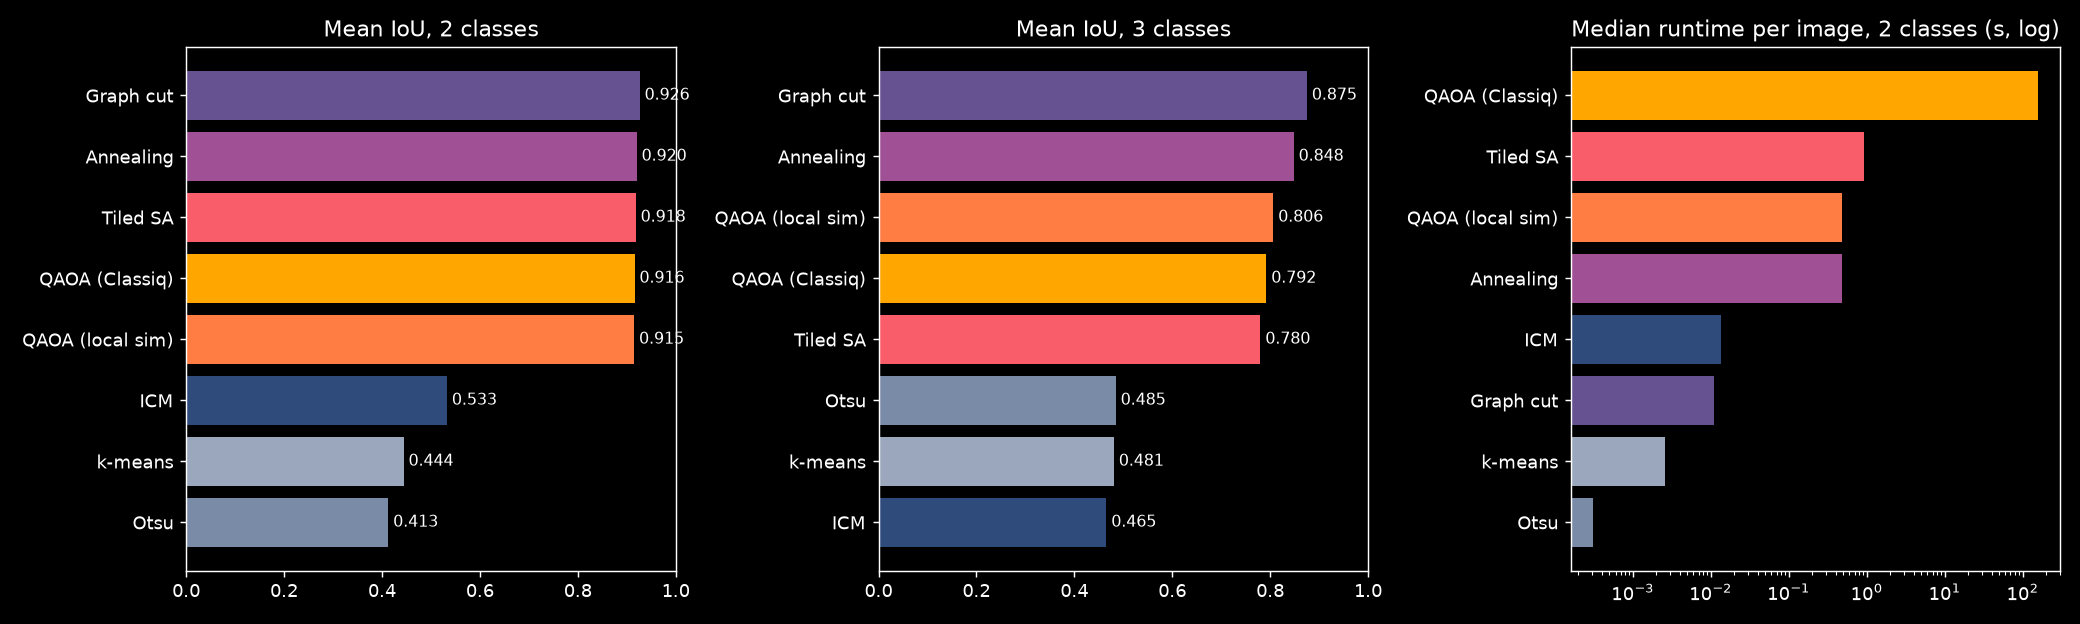 Mean IoU, 2 classes
Graph cut 0.926
Annealing 0.920
Tiled SA 0.918
QAOA (Classiq) 0.916
QAOA (local sim) 0.915
ICM 0.533
k-means 0.444
Otsu 0.413
0.0 0.2 0.4 0.6 0.8 1.0
Mean IoU, 3 classes
Graph cut 0.875
Annealing 0.848
QAOA (local sim) 0.806
QAOA (Classiq) 0.792
Tiled SA 0.780
Otsu 0.485
k-means 0.481
ICM 0.465
0.0 0.2 0.4 0.6 0.8 1.0
Median runtime per image, 2 classes (s, log)
QAOA (Classiq)
Tiled SA
QAOA (local sim)
Annealing
ICM
Graph cut
k-means
Otsu
10⁻³ 10⁻² 10⁻¹ 10⁰ 10¹ 10²